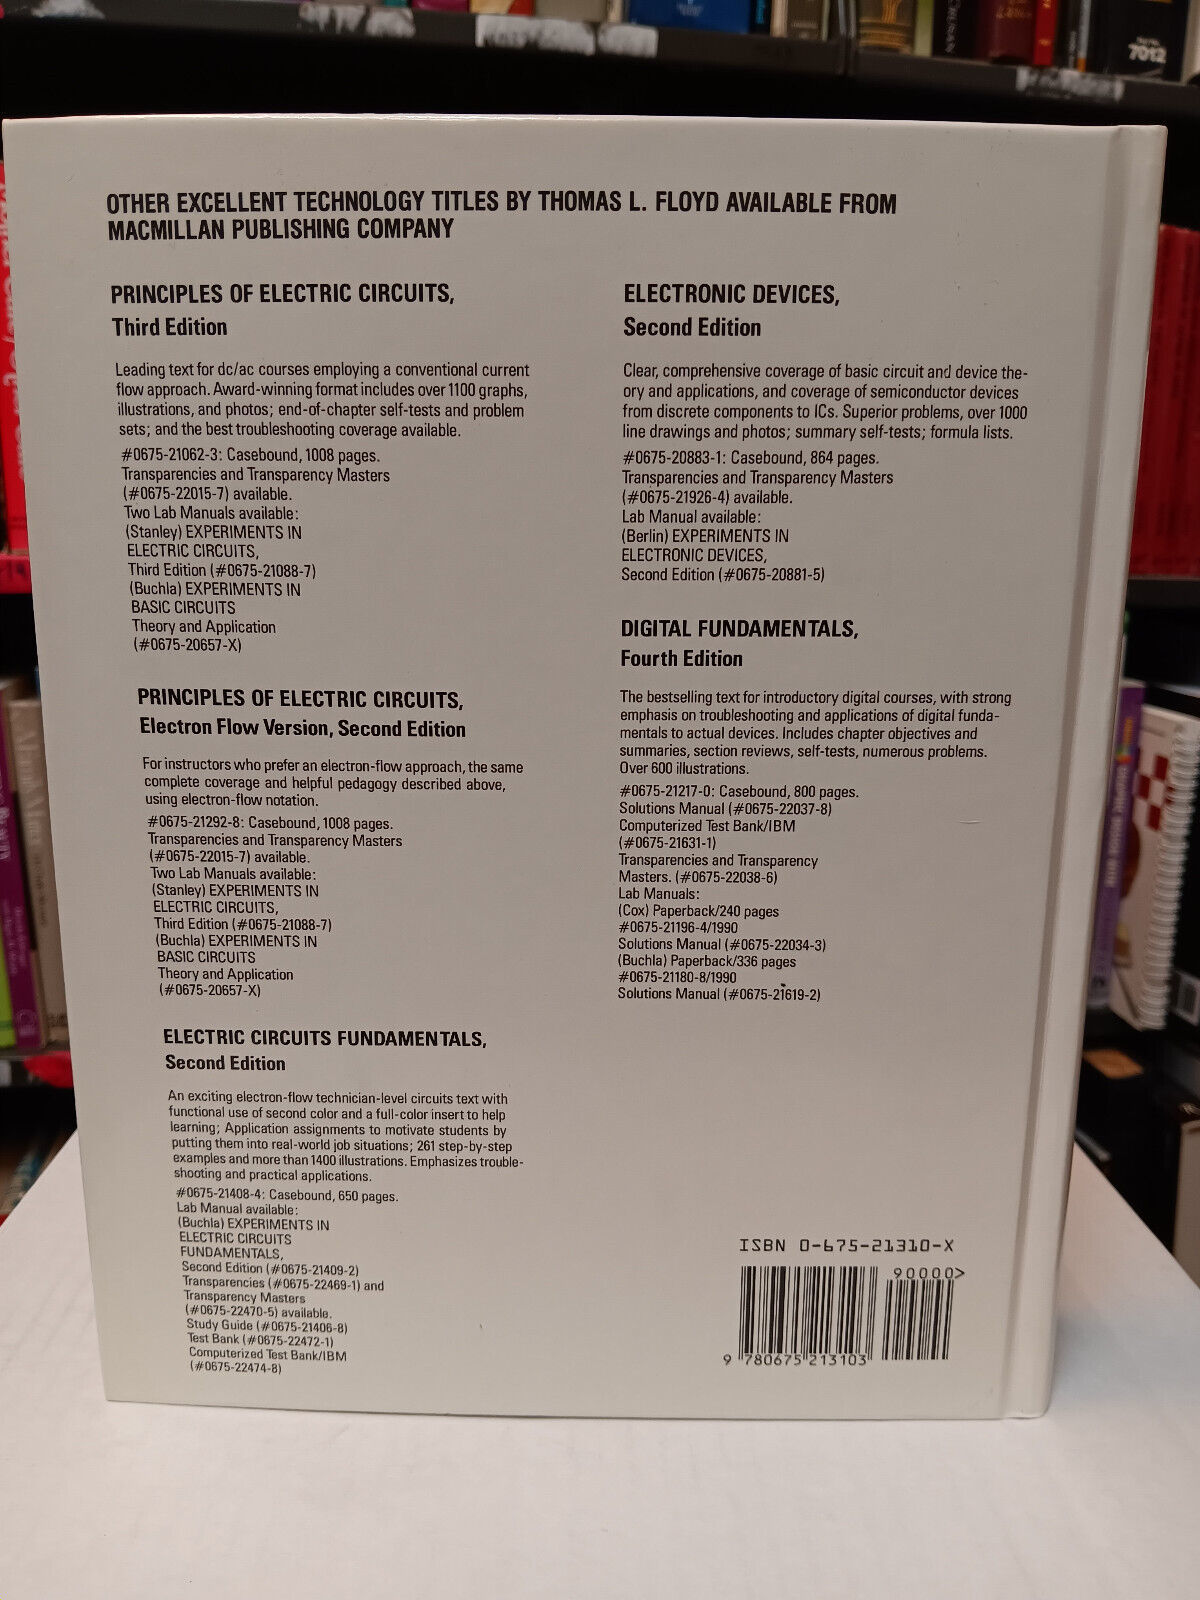 7012
OTHER EXCELLENT TECHNOLOGY TITLES BY THOMAS L. FLOYD AVAILABLE FROM
MACMILLAN PUBLISHING COMPANY
PRINCIPLES OF ELECTRIC CIRCUITS,
Third Edition
Leading text for dc/ac courses employing a conventional current
flow approach. Award-winning format includes over 1100 graphs,
illustrations, and photos; end-of-chapter self-tests and problem
sets; and the best troubleshooting coverage available.
#0675-21062-3: Casebound, 1008 pages.
Transparencies and Transparency Masters
(#0675-22015-7) available.
Two Lab Manuals available:
(Stanley) EXPERIMENTS IN
ELECTRIC CIRCUITS,
Third Edition (#0675-21088-7)
(Buchla) EXPERIMENTS IN
BASIC CIRCUITS
Theory and Application
(#0675-20657-X)
PRINCIPLES OF ELECTRIC CIRCUITS,
Electron Flow Version, Second Edition
For instructors who prefer an electron-flow approach, the same
complete coverage and helpful pedagogy described above,
using electron-flow notation.
#0675-21292-8: Casebound, 1008 pages.
Transparencies and Transparency Masters
(#0675-22015-7) available.
Two Lab Manuals available:
(Stanley) EXPERIMENTS IN
ELECTRIC CIRCUITS,
Third Edition (#0675-21088-7)
(Buchla) EXPERIMENTS IN
BASIC CIRCUITS
Theory and Application
(#0675-20657-X)
ELECTRIC CIRCUITS FUNDAMENTALS,
Second Edition
An exciting electron-flow technician-level circuits text with
functional use of second color and a full-color insert to help
learning; Application assignments to motivate students by
putting them into real-world job situations; 261 step-by-step
examples and more than 1400 illustrations. Emphasizes trouble-
shooting and practical applications.
#0675-21408-4: Casebound, 650 pages.
Lab Manual available:
(Buchla) EXPERIMENTS IN
ELECTRIC CIRCUITS
FUNDAMENTALS,
Second Edition (#0675-21409-2)
Transparencies (#0675-22469-1) and
Transparency Masters
(#0675-22470-5) available.
Study Guide (#0675-21406-8)
Test Bank (#0675-22472-1)
Computerized Test Bank/IBM
(#0675-22474-8)
ELECTRONIC DEVICES,
Second Edition
Clear, comprehensive coverage of basic circuit and device the-
ory and applications, and coverage of semiconductor devices
from discrete components to ICs. Superior problems, over 1000
line drawings and photos; summary self-tests; formula lists.
#0675-20883-1: Casebound, 864 pages.
Transparencies and Transparency Masters
(#0675-21926-4) available.
Lab Manual available:
(Berlin) EXPERIMENTS IN
ELECTRONIC DEVICES,
Second Edition (#0675-20881-5)
DIGITAL FUNDAMENTALS,
Fourth Edition
The bestselling text for introductory digital courses, with strong
emphasis on troubleshooting and applications of digital funda-
mentals to actual devices. Includes chapter objectives and
summaries, section reviews, self-tests, numerous problems.
Over 600 illustrations.
#0675-21217-0: Casebound, 800 pages.
Solutions Manual (#0675-22037-8)
Computerized Test Bank/IBM
(#0675-21631-1)
Transparencies and Transparency
Masters. (#0675-22038-6)
Lab Manuals:
(Cox) Paperback/240 pages
#0675-21196-4/1990
Solutions Manual (#0675-22034-3)
(Buchla) Paperback/336 pages
#0675-21180-8/1990
Solutions Manual (#0675-21619-2)
ISBN 0-675-21310-X
90000>
9 780675 213103